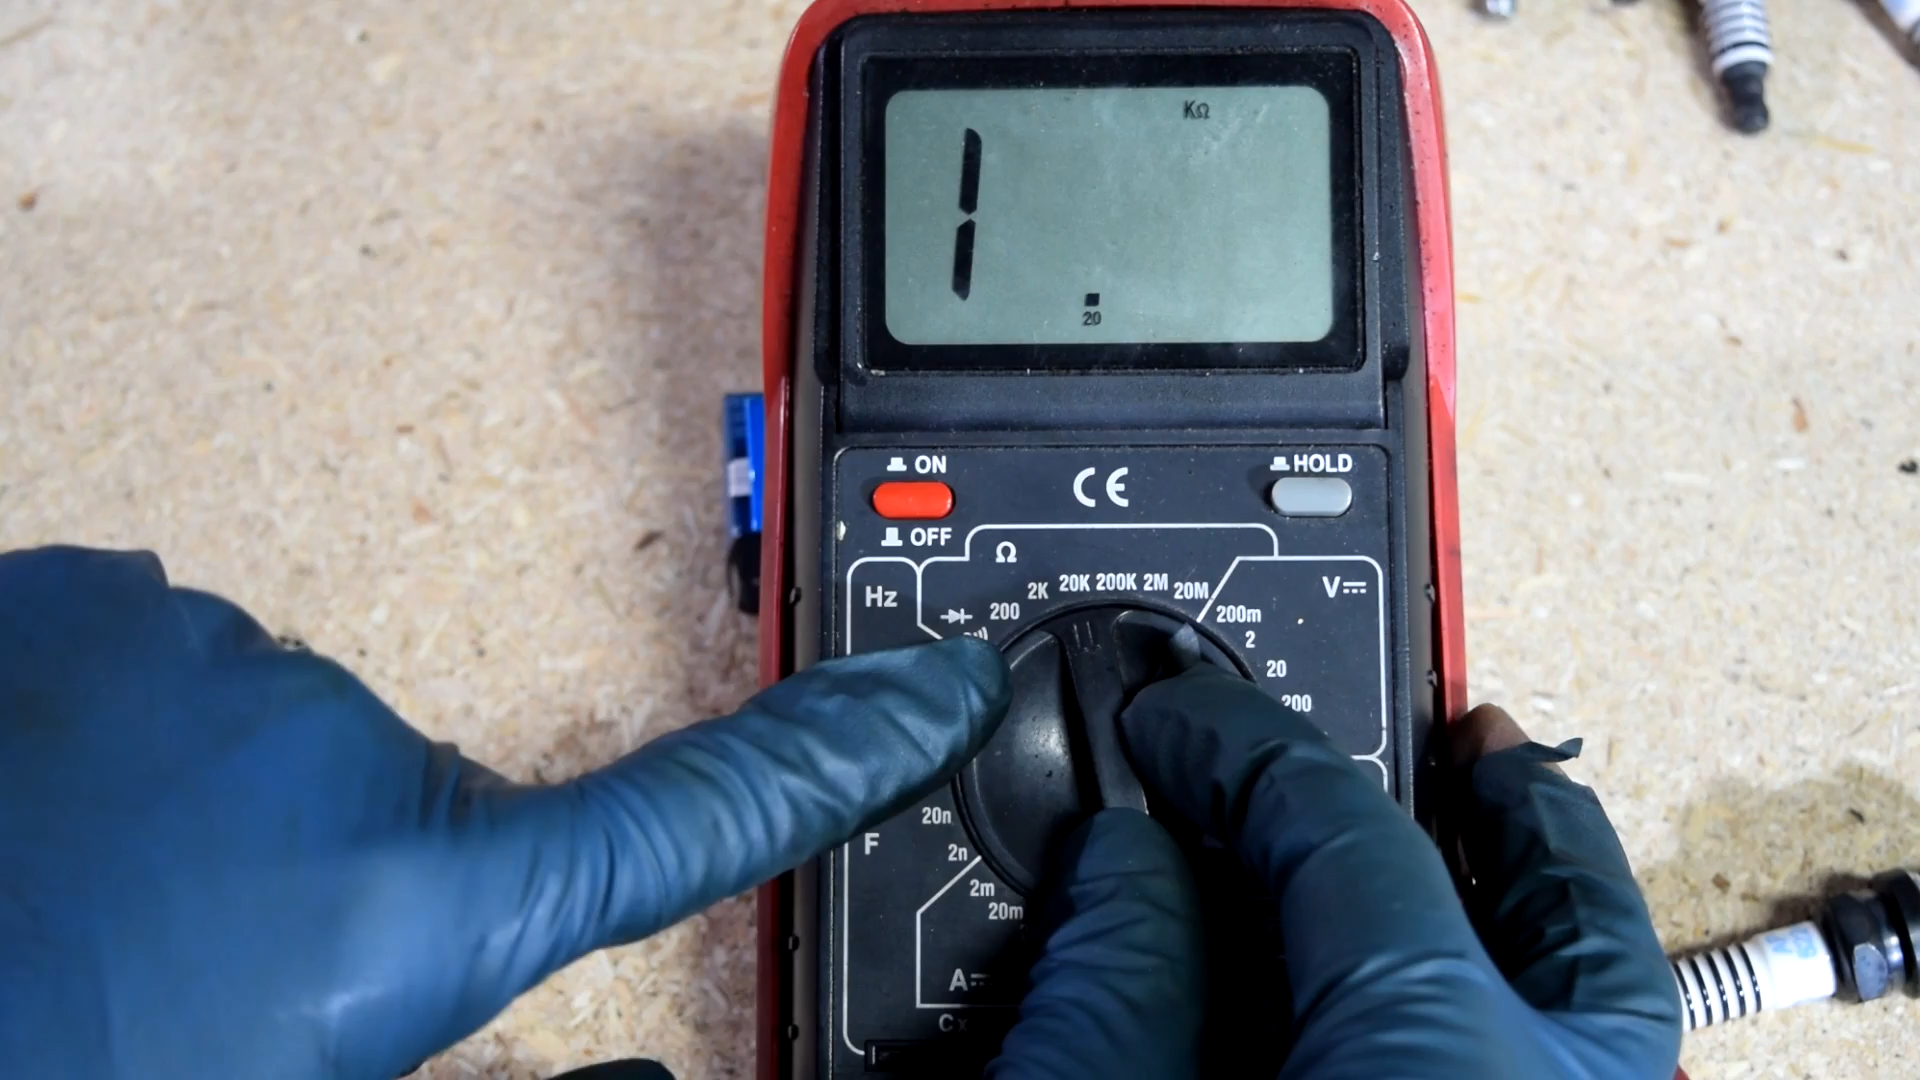 KΩ
1
20
ON
CE
HOLD
OFF
Ω
Hz
2K 20K 200K 2M 20M
V
200
200m
2
20
200
20n
F
2n
2m
20m
A
Cx